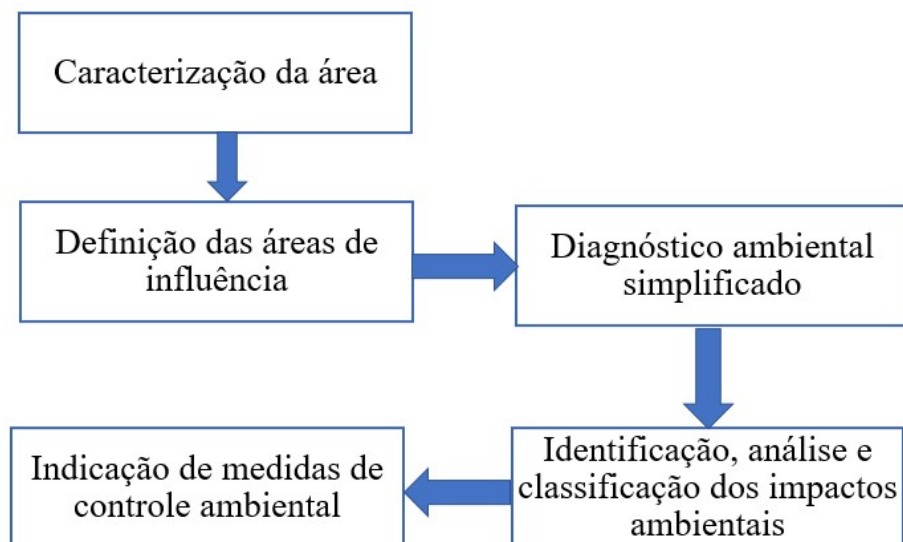 Caracterização da área
Definição das áreas de
influência
Diagnóstico ambiental
simplificado
Identificação, análise e
classificação dos impactos
ambientais
Indicação de medidas de
controle ambiental